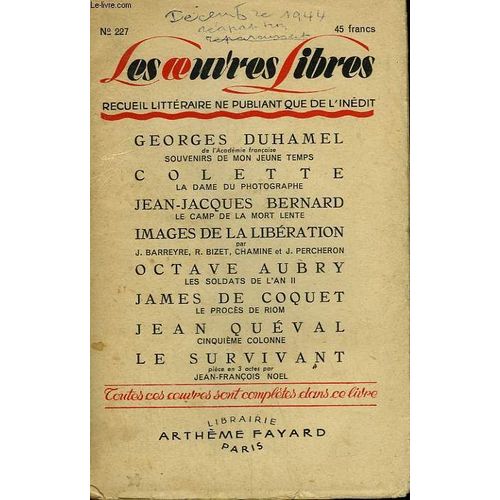 Le-livre.com
Décembre 1944
Nº 227
45 francs
Les œuvres Libres
RECUEIL LITTÉRAIRE NE PUBLIANT QUE DE L'INÉDIT
GEORGES DUHAMEL
de l'Académie française
SOUVENIRS DE MON JEUNE TEMPS
COLETTE
LA DAME DU PHOTOGRAPHE
JEAN-JACQUES BERNARD
LE CAMP DE LA MORT LENTE
IMAGES DE LA LIBÉRATION
par
J. BARREYRE, R. BIZET, CHAMINE et J. PERCHERON
OCTAVE AUBRY
LES SOLDATS DE L'AN II
JAMES DE COQUET
LE PROCÈS DE RIOM
JEAN QUÉVAL
CINQUIÈME COLONNE
LE SURVIVANT
pièce en 3 actes par
JEAN-FRANÇOIS NOEL
Toutes ces œuvres sont complètes dans ce livre
LIBRAIRIE
ARTHÈME FAYARD
PARIS